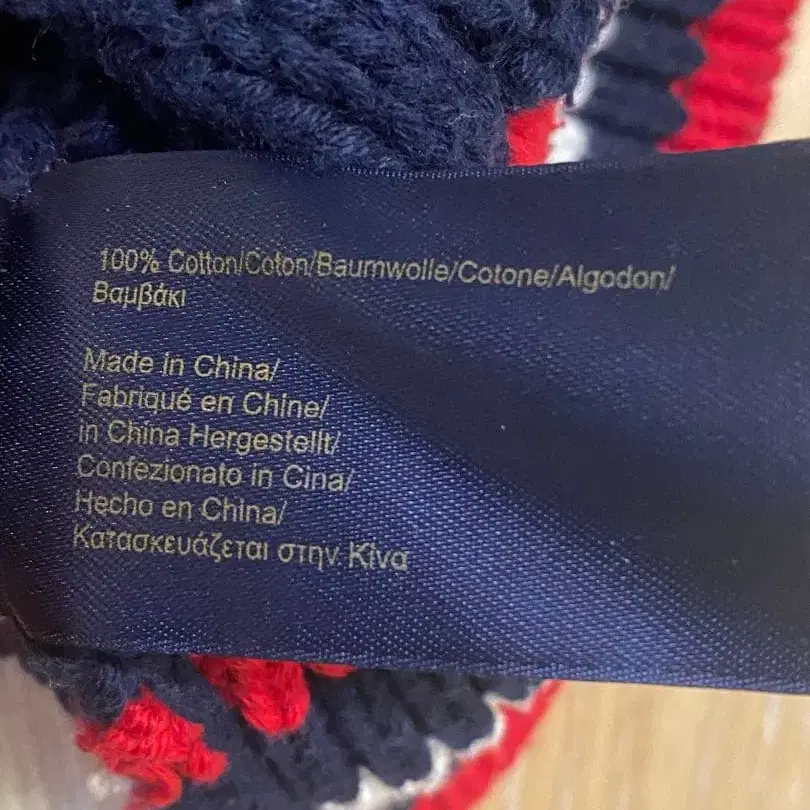 100% Cotton/Coton/Baumwolle/Cotone/Algodon/
Βαμβάκι
Made in China/
Fabriqué en Chine/
in China Hergestellt/
Confezionato in Cina/
Hecho en China/
Κατασκευάζεται στην Κίνα